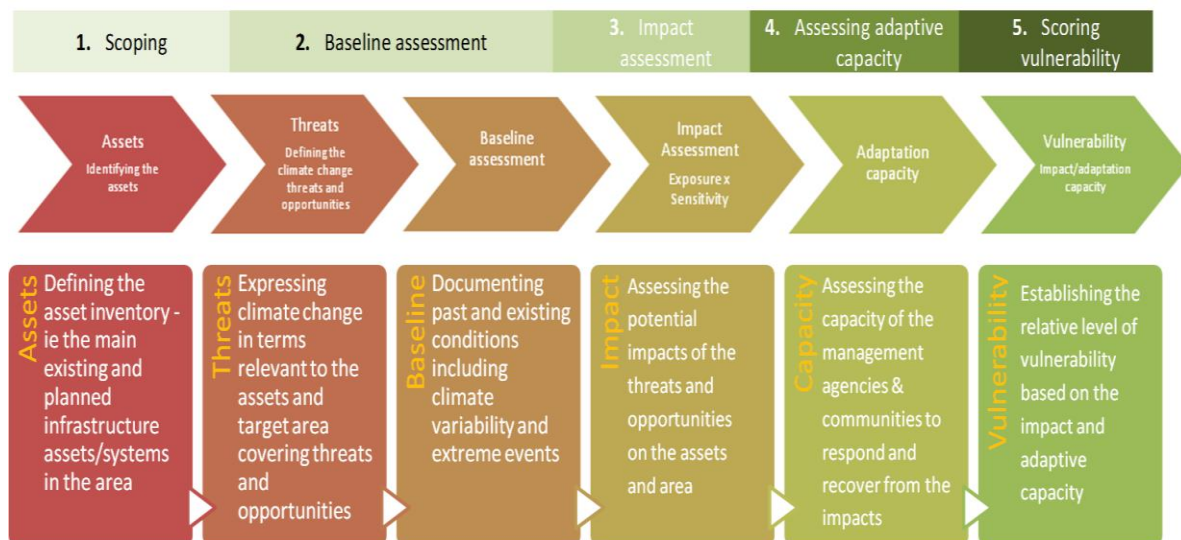 1. Scoping
2. Baseline assessment
3. Impact
assessment
4. Assessing adaptive
capacity
5. Scoring
vulnerability
Assets
Identifying the
assets
Threats
Defining the
climate change
threats and
opportunities
Baseline
assessment
Impact
Assessment
Exposure x
Sensitivity
Adaptation
capacity
Vulnerability
Impact/adaptation
capacity
Assets
Defining the
asset inventory -
ie the main
existing and
planned
infrastructure
assets/systems
in the area
Threats
Expressing
climate change
in terms
relevant to the
assets and
target area
covering threats
and
opportunities
Baseline
Documenting
past and existing
conditions
including
climate
variability and
extreme events
Impact
Assessing the
potential
impacts of the
threats and
opportunities
on the assets
and area
Capacity
Assessing the
capacity of the
management
agencies &
communities to
respond and
recover from the
impacts
Vulnerability
Establishing the
relative level of
vulnerability
based on the
impact and
adaptive
capacity